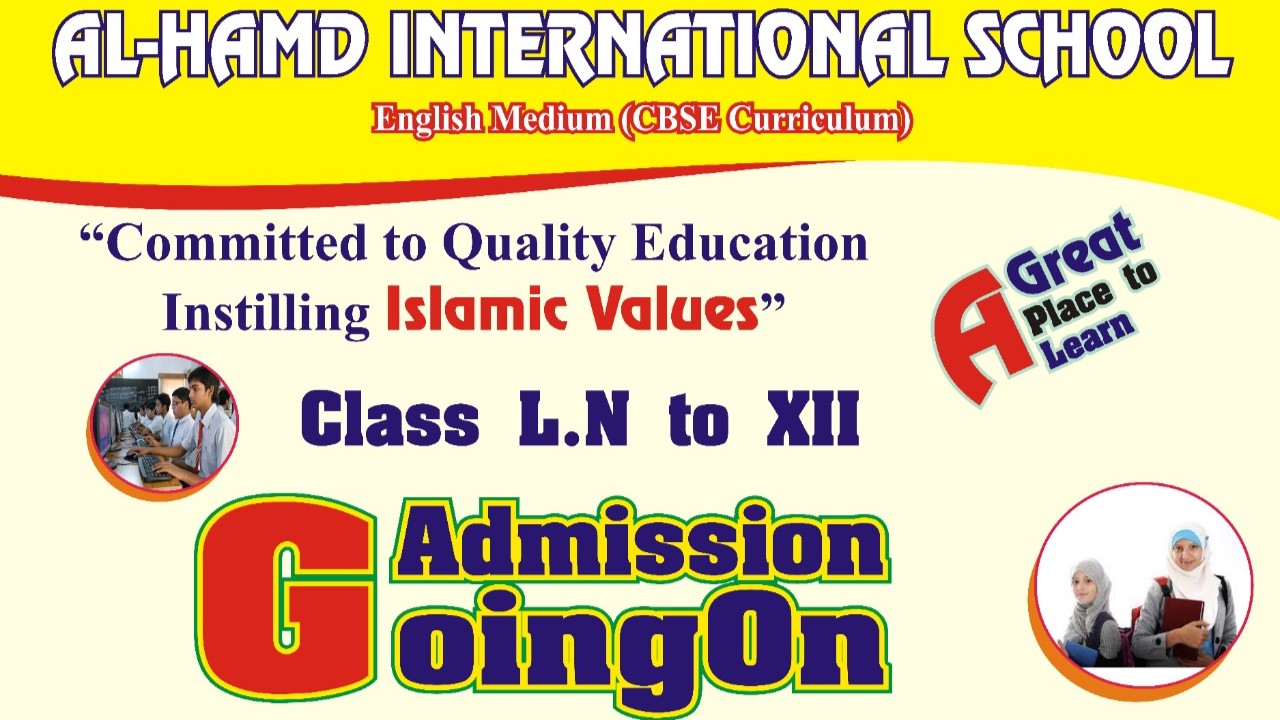 AL-HAMD INTERNATIONAL SCHOOL
English Medium (CBSE Curriculum)
“Committed to Quality Education
Instilling Islamic Values”
A Great
Place to
Learn
Class L.N to XII
Admission
GoingOn